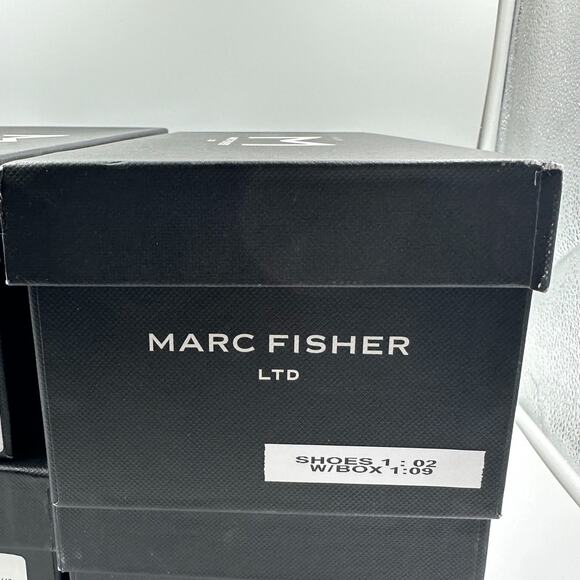 M
MARC FISHER
LTD
SHOES 1 : 02
W/BOX 1:09